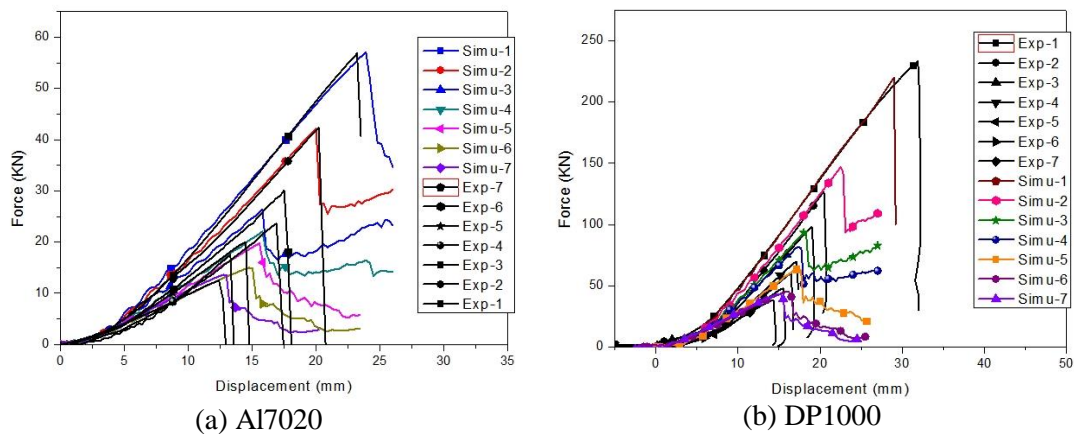 60
50
40
30
20
10
0
Force (KN)
0 5 10 15 20 25 30 35
Displacement (mm)
Simu-1
Simu-2
Simu-3
Simu-4
Simu-5
Simu-6
Simu-7
Exp-7
Exp-6
Exp-5
Exp-4
Exp-3
Exp-2
Exp-1
(a) Al7020
250
200
150
100
50
0
Force (KN)
0 10 20 30 40 50
Displacement (mm)
Exp-1
Exp-2
Exp-3
Exp-4
Exp-5
Exp-6
Exp-7
Simu-1
Simu-2
Simu-3
Simu-4
Simu-5
Simu-6
Simu-7
(b) DP1000